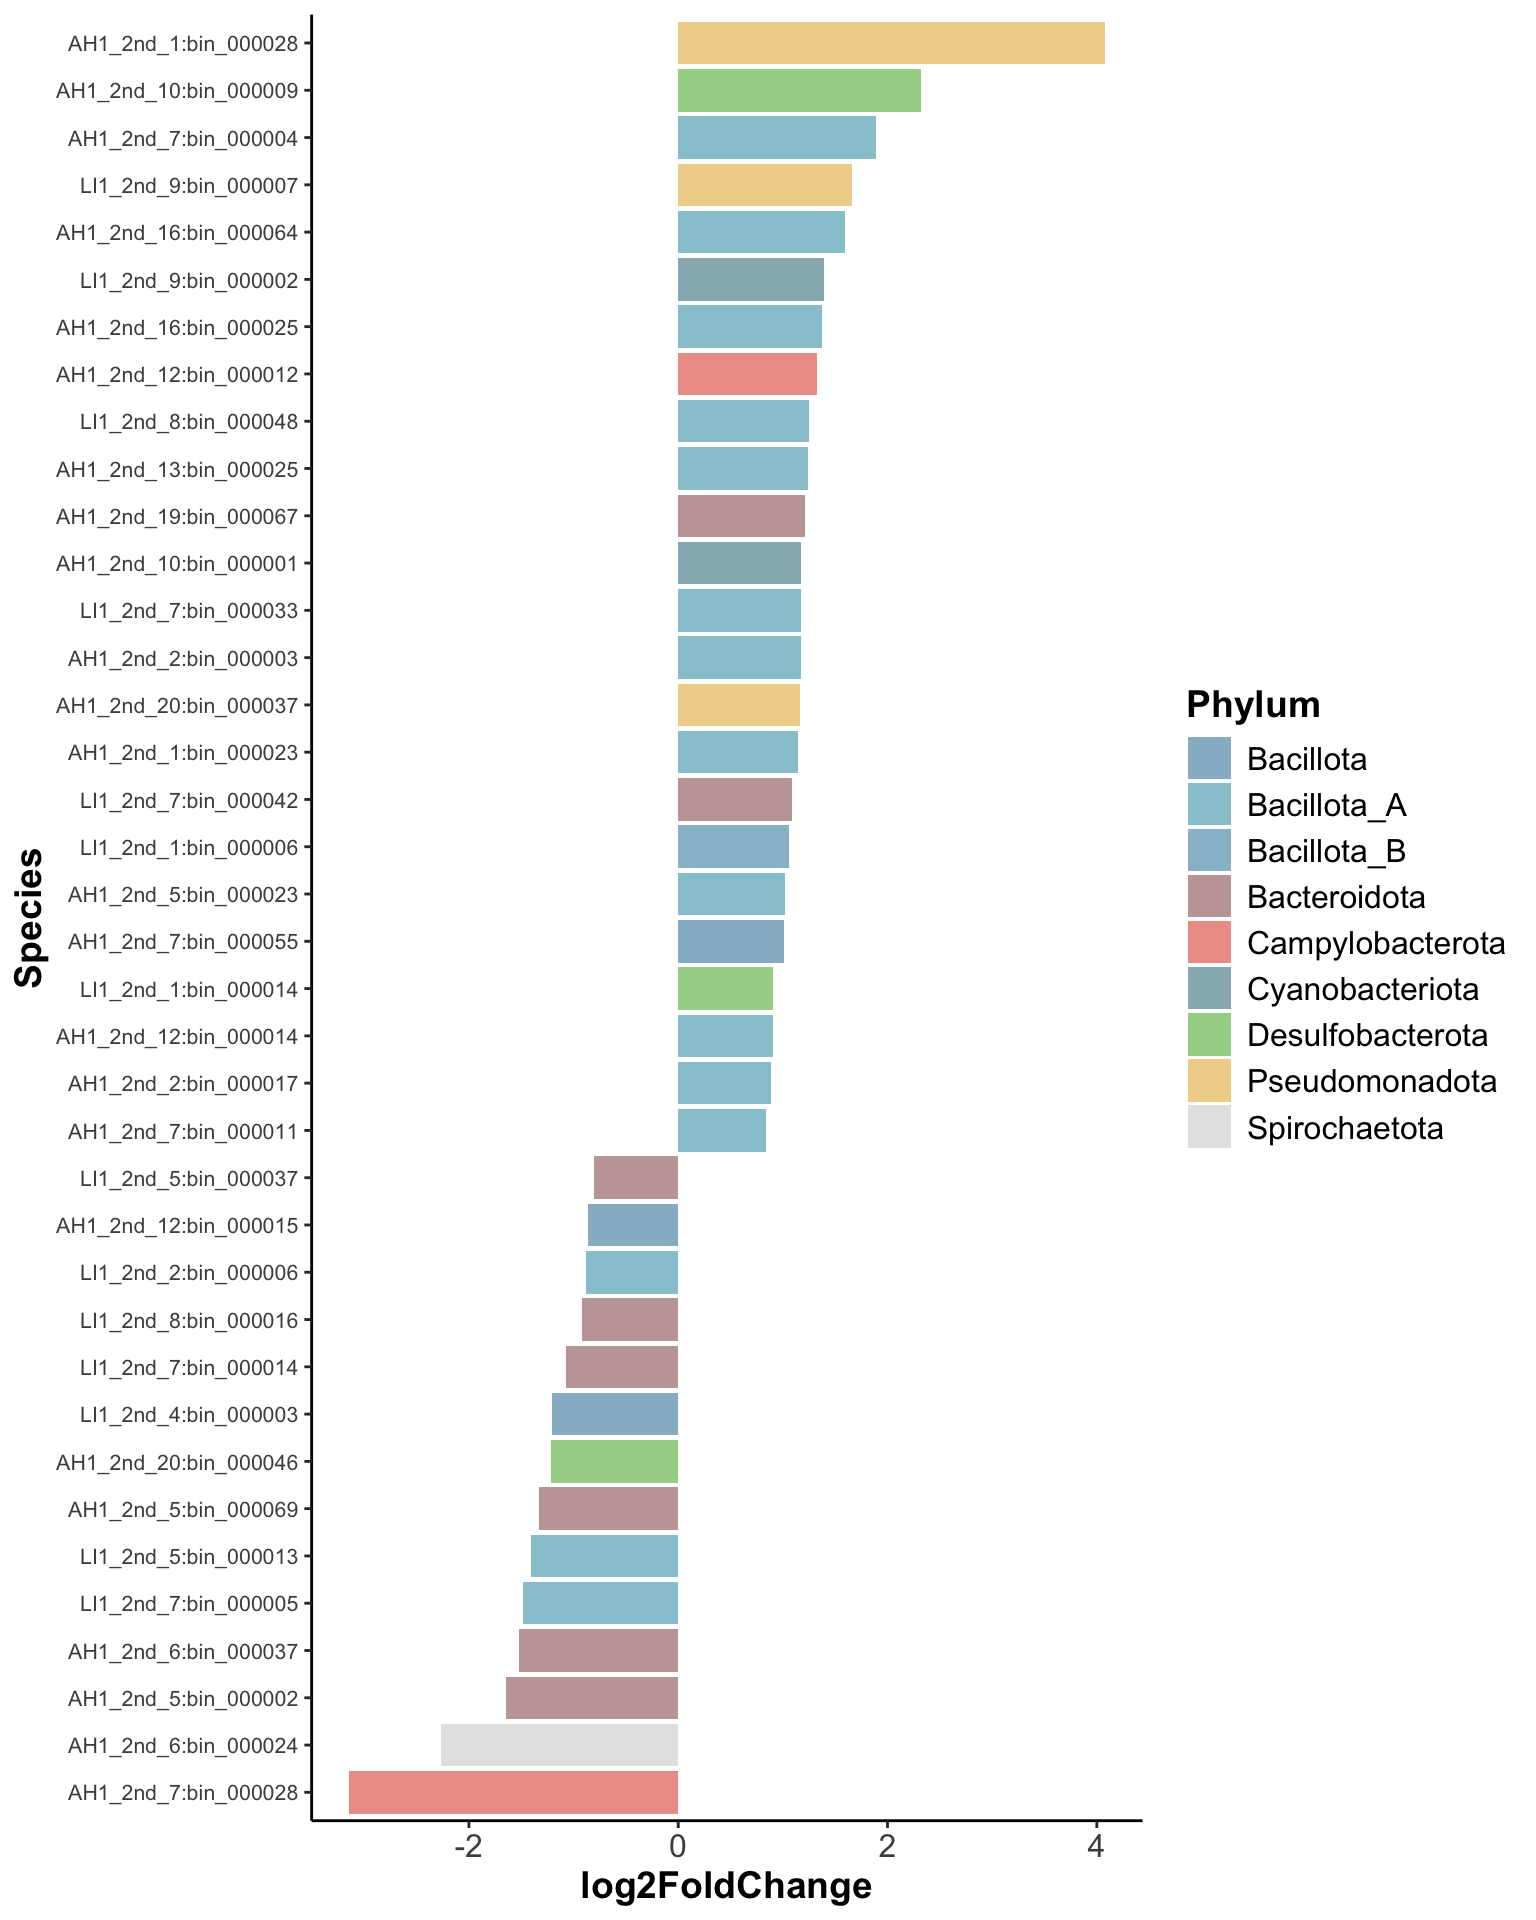 AH1_2nd_1:bin_000028
AH1_2nd_10:bin_000009
AH1_2nd_7:bin_000004
LI1_2nd_9:bin_000007
AH1_2nd_16:bin_000064
LI1_2nd_9:bin_000002
AH1_2nd_16:bin_000025
AH1_2nd_12:bin_000012
LI1_2nd_8:bin_000048
AH1_2nd_13:bin_000025
AH1_2nd_19:bin_000067
AH1_2nd_10:bin_000001
LI1_2nd_7:bin_000033
AH1_2nd_2:bin_000003
AH1_2nd_20:bin_000037
AH1_2nd_1:bin_000023
LI1_2nd_7:bin_000042
LI1_2nd_1:bin_000006
AH1_2nd_5:bin_000023
AH1_2nd_7:bin_000055
LI1_2nd_1:bin_000014
AH1_2nd_12:bin_000014
AH1_2nd_2:bin_000017
AH1_2nd_7:bin_000011
LI1_2nd_5:bin_000037
AH1_2nd_12:bin_000015
LI1_2nd_2:bin_000006
LI1_2nd_8:bin_000016
LI1_2nd_7:bin_000014
LI1_2nd_4:bin_000003
AH1_2nd_20:bin_000046
AH1_2nd_5:bin_000069
LI1_2nd_5:bin_000013
LI1_2nd_7:bin_000005
AH1_2nd_6:bin_000037
AH1_2nd_5:bin_000002
AH1_2nd_6:bin_000024
AH1_2nd_7:bin_000028
Species
-2 0 2 4
log2FoldChange
Phylum
Bacillota
Bacillota_A
Bacillota_B
Bacteroidota
Campylobacterota
Cyanobacteriota
Desulfobacterota
Pseudomonadota
Spirochaetota